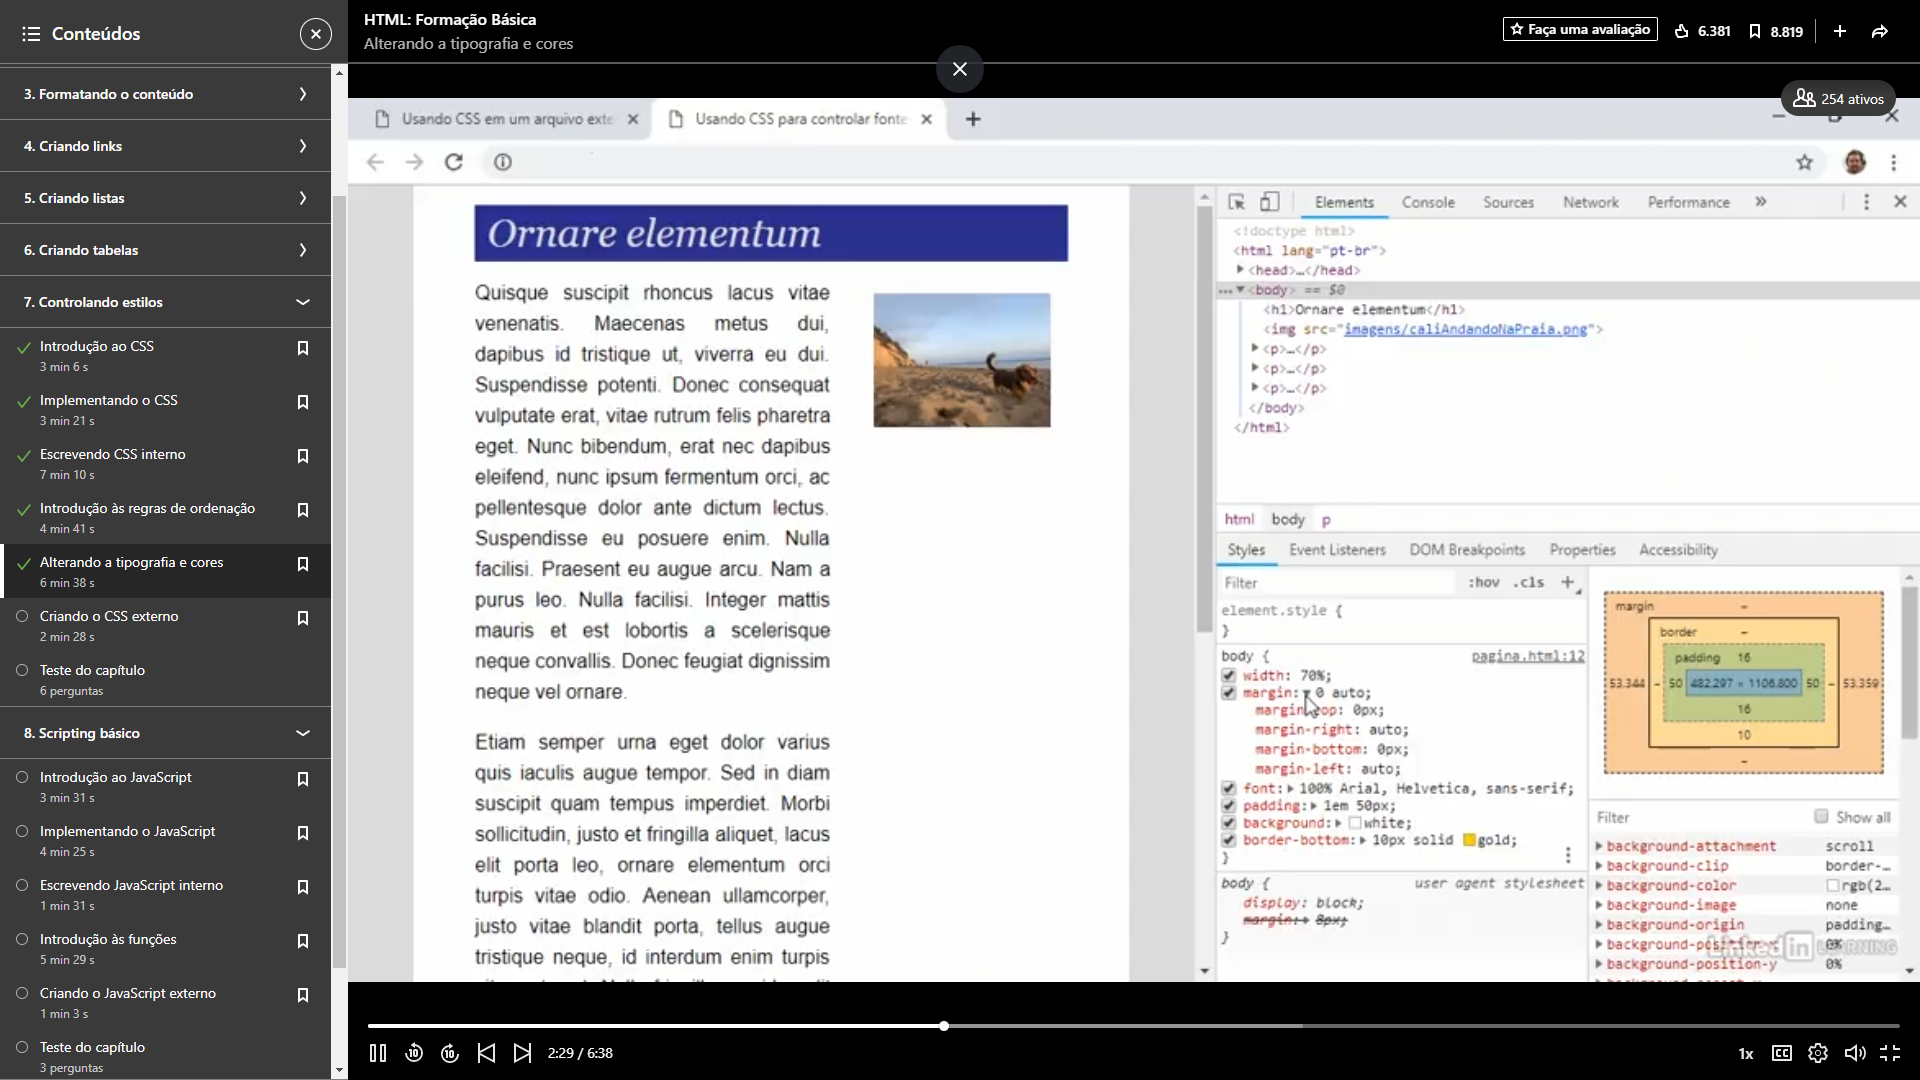 Conteúdos
3. Formatando o conteúdo
4. Criando links
5. Criando listas
6. Criando tabelas
7. Controlando estilos
Introdução ao CSS
3 min 6 s
Implementando o CSS
3 min 21 s
Escrevendo CSS interno
7 min 10 s
Introdução às regras de ordenação
4 min 41 s
Alterando a tipografia e cores
6 min 38 s
Criando o CSS externo
2 min 28 s
Teste do capítulo
6 perguntas
8. Scripting básico
Introdução ao JavaScript
3 min 31 s
Implementando o JavaScript
4 min 25 s
Escrevendo JavaScript interno
1 min 31 s
Introdução às funções
5 min 29 s
Criando o JavaScript externo
1 min 3 s
Teste do capítulo
3 perguntas
HTML: Formação Básica
Alterando a tipografia e cores
Faça uma avaliação 6.381 8.819
254 ativos
Usando CSS em um arquivo exte
Usando CSS para controlar fonte
Ornare elementum
Quisque suscipit rhoncus lacus vitae
venenatis. Maecenas metus dui,
dapibus id tristique ut, viverra eu dui.
Suspendisse potenti. Donec consequat
vulputate erat, vitae rutrum felis pharetra
eget. Nunc bibendum, erat nec dapibus
eleifend, nunc ipsum fermentum orci, ac
pellentesque dolor ante dictum lectus.
Suspendisse eu posuere enim. Nulla
facilisi. Praesent eu augue arcu. Nam a
purus leo. Nulla facilisi. Integer mattis
mauris et est lobortis a scelerisque
neque convallis. Donec feugiat dignissim
neque vel ornare.
Etiam semper urna eget dolor varius
quis iaculis augue tempor. Sed in diam
suscipit quam tempus imperdiet. Morbi
sollicitudin, justo et fringilla aliquet, lacus
elit porta leo, ornare elementum orci
turpis vitae odio. Aenean ullamcorper,
justo vitae blandit porta, tellus augue
tristique neque, id interdum enim turpis
Elements Console Sources Network Performance »
<!doctype html>
<html lang="pt-br">
<head>…</head>
<body> == $0
<h1>Ornare elementum</h1>
<img src="imagens/caliAndandoNaPraia.png">
<p>…</p>
<p>…</p>
<p>…</p>
</body>
</html>
html body p
Styles Event Listeners DOM Breakpoints Properties Accessibility
Filter :hov .cls +
element.style {
}
body { pagina.html:12
width: 70%;
margin: 0 auto;
margin-top: 0px;
margin-right: auto;
margin-bottom: 0px;
margin-left: auto;
font: 100% Arial, Helvetica, sans-serif;
padding: 1em 50px;
background: white;
border-bottom: 10px solid gold;
}
body { user agent stylesheet
display: block;
margin: 8px;
}
margin –
border –
padding 16
53.344 – 50 482.297 × 1106.800 50 – 53.359
16
10
–
Filter Show all
background-attachment scroll
background-clip border-…
background-color rgb(2…
background-image none
background-origin padding…
background-position-x 0%
background-position-y 0%
Linked in LEARNING
10 10 2:29 / 6:38
1x CC